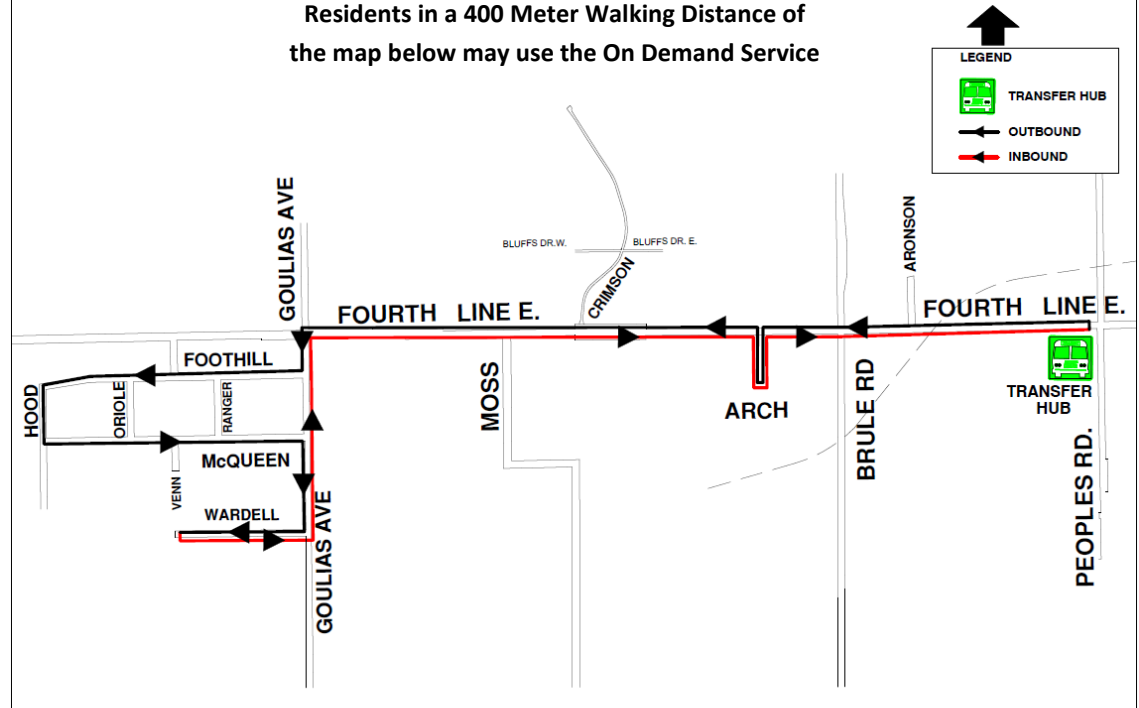 Residents in a 400 Meter Walking Distance of
the map below may use the On Demand Service
LEGEND
TRANSFER HUB
OUTBOUND
INBOUND
GOULIAS AVE
BLUFFS DR.W.
BLUFFS DR. E.
CRIMSON
ARONSON
FOURTH LINE E.
FOURTH LINE E.
FOOTHILL
HOOD
ORIOLE
RANGER
MOSS
ARCH
BRULE RD
TRANSFER
HUB
McQUEEN
VENN
WARDELL
GOULIAS AVE
PEOPLES RD.